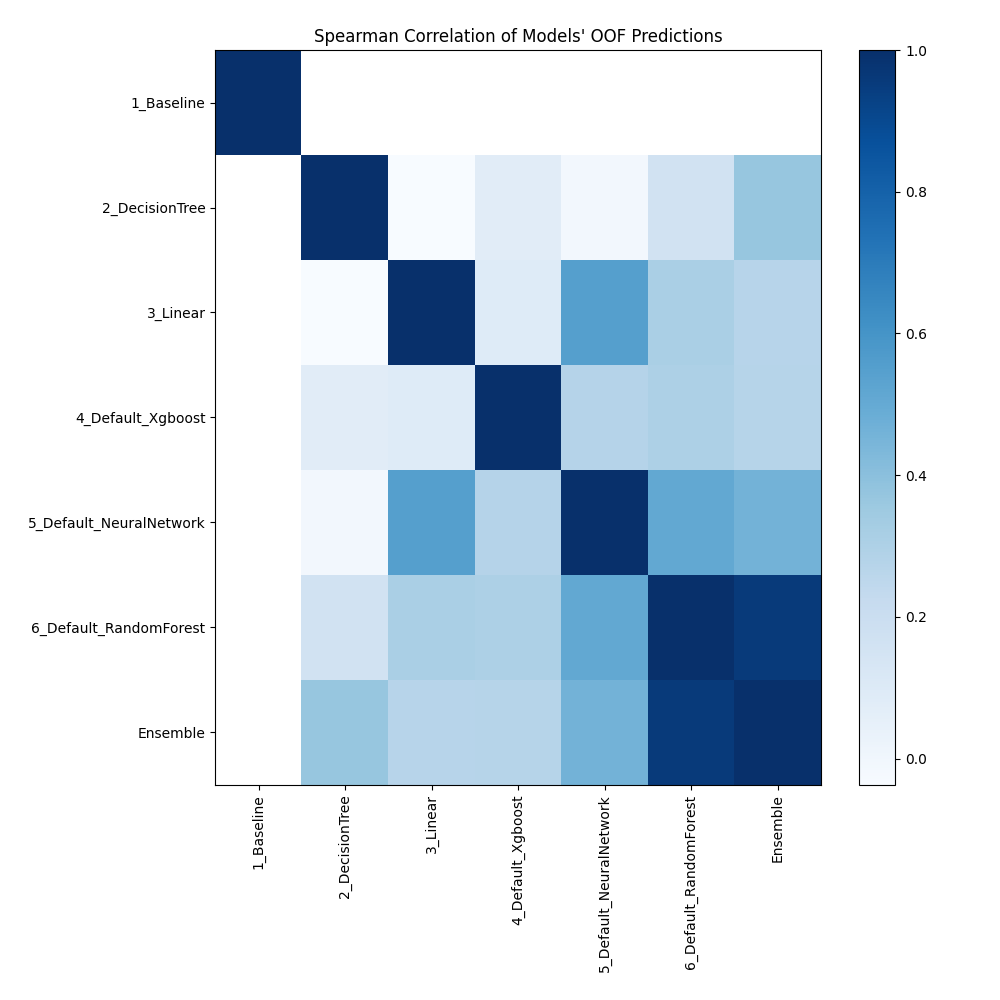 Spearman Correlation of Models' OOF Predictions
1_Baseline
2_DecisionTree
3_Linear
4_Default_Xgboost
5_Default_NeuralNetwork
6_Default_RandomForest
Ensemble
1_Baseline
2_DecisionTree
3_Linear
4_Default_Xgboost
5_Default_NeuralNetwork
6_Default_RandomForest
Ensemble
1.0
0.8
0.6
0.4
0.2
0.0